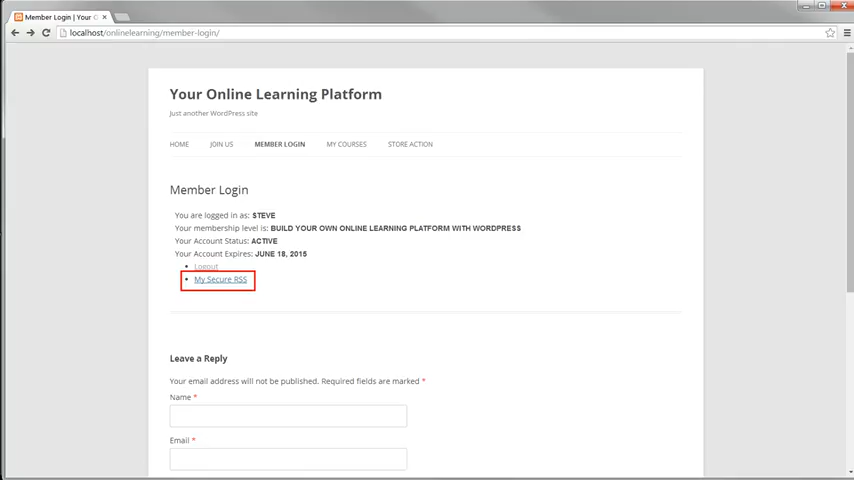 Member Login | Your O
localhost/onlinelearning/member-login/
Your Online Learning Platform
Just another WordPress site
HOME JOIN US MEMBER LOGIN MY COURSES STORE ACTION
Member Login
You are logged in as: STEVE
Your membership level is: BUILD YOUR OWN ONLINE LEARNING PLATFORM WITH WORDPRESS
Your Account Status: ACTIVE
Your Account Expires: JUNE 18, 2015
Logout
My Secure RSS
Leave a Reply
Your email address will not be published. Required fields are marked *
Name *
Email *